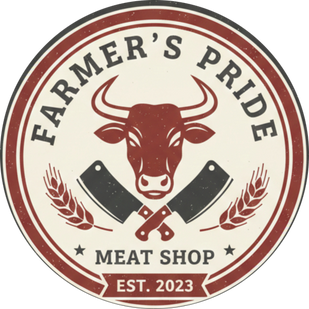 FARMER'S PRIDE
MEAT SHOP
EST. 2023